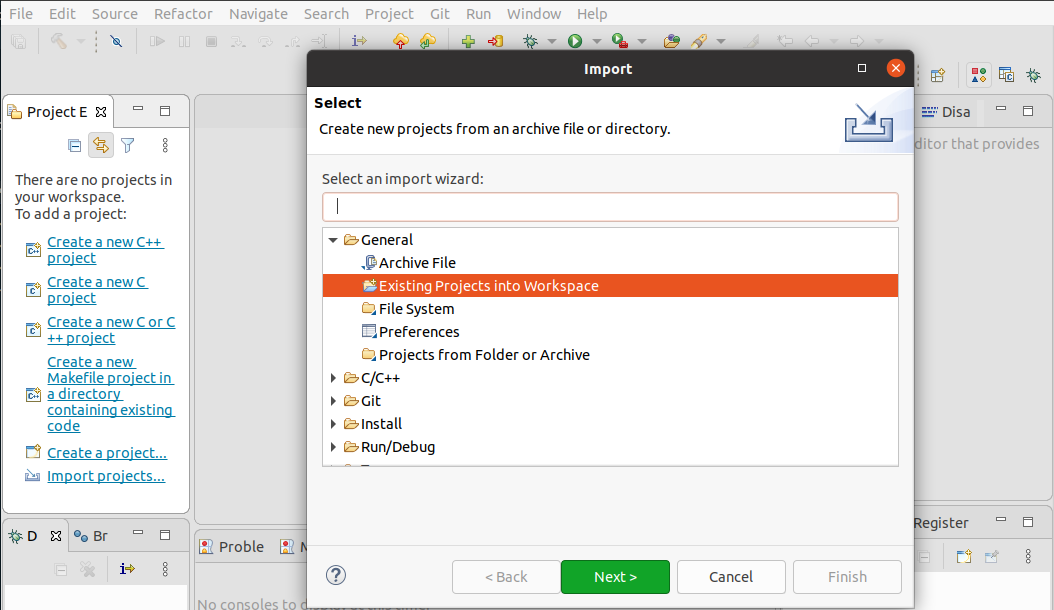 File Edit Source Refactor Navigate Search Project Git Run Window Help
Import
Select
Create new projects from an archive file or directory.
Select an import wizard:
General
Archive File
Existing Projects into Workspace
File System
Preferences
Projects from Folder or Archive
C/C++
Git
Install
Run/Debug
< Back
Next >
Cancel
Finish
Project E
There are no projects in
your workspace.
To add a project:
Create a new C++
project
Create a new C
project
Create a new C or C
++ project
Create a new
Makefile project in
a directory
containing existing
code
Create a project...
Import projects...
D
Br
Proble
No consoles to display at this time.
Disa
ditor that provides
Register